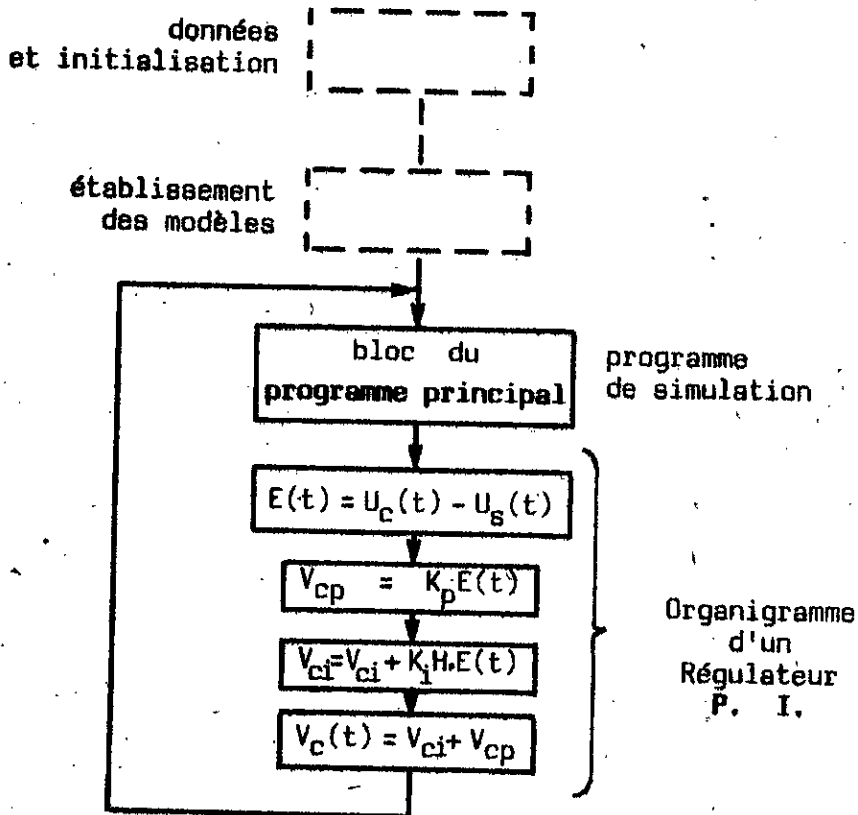 données
et initialisation
établissement
des modèles
bloc du
programme principal
programme
de simulation
E(t) = U_c(t) - U_s(t)
V_cp = K_p E(t)
V_ci = V_ci + K_i H.E(t)
V_c(t) = V_ci + V_cp
Organigramme
d'un
Régulateur
P. I.